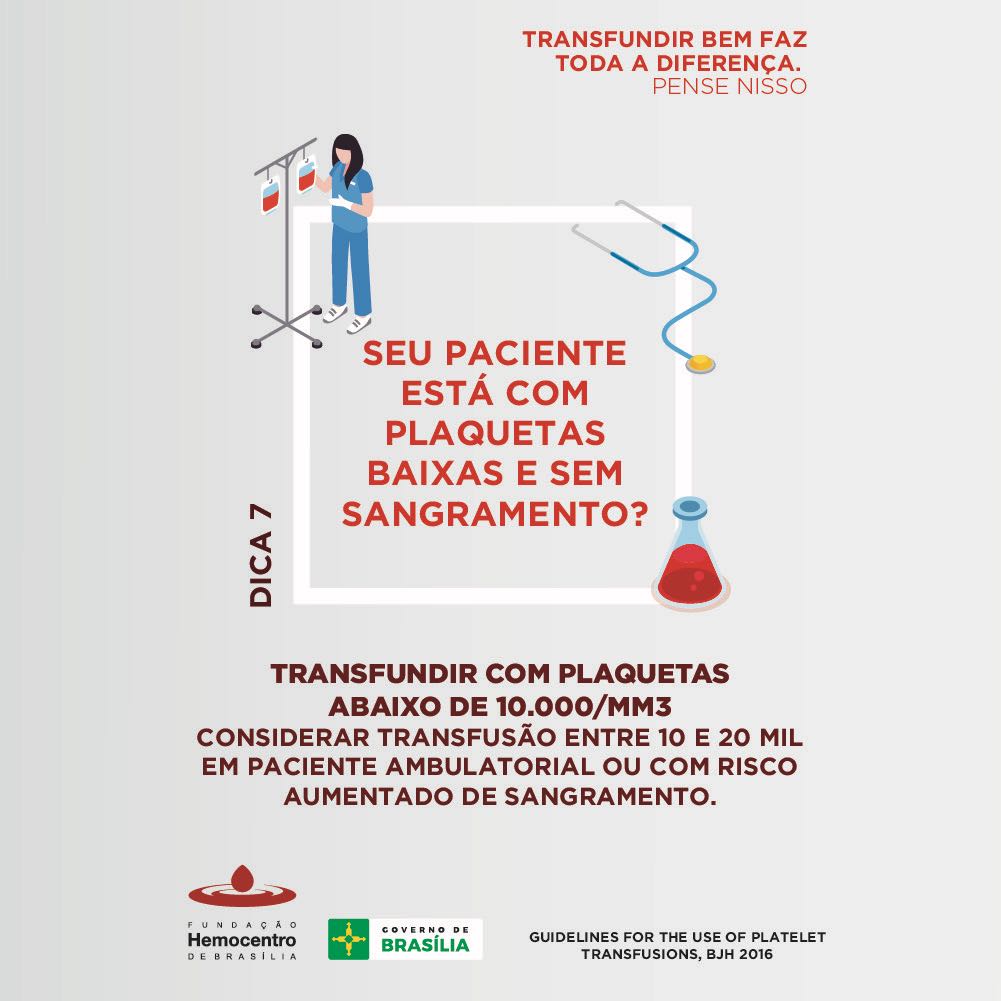 TRANSFUNDIR BEM FAZ
TODA A DIFERENÇA.
PENSE NISSO
SEU PACIENTE
ESTÁ COM
PLAQUETAS
BAIXAS E SEM
SANGRAMENTO?
DICA 7
TRANSFUNDIR COM PLAQUETAS
ABAIXO DE 10.000/MM3
CONSIDERAR TRANSFUSÃO ENTRE 10 E 20 MIL
EM PACIENTE AMBULATORIAL OU COM RISCO
AUMENTADO DE SANGRAMENTO.
FUNDAÇÃO
Hemocentro
DE BRASÍLIA
GOVERNO DE
BRASÍLIA
GUIDELINES FOR THE USE OF PLATELET
TRANSFUSIONS, BJH 2016